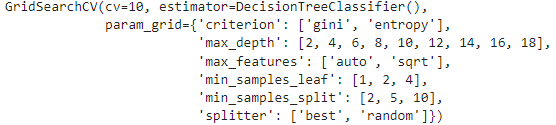 GridSearchCV(cv=10, estimator=DecisionTreeClassifier(),
param_grid={'criterion': ['gini', 'entropy'],
'max_depth': [2, 4, 6, 8, 10, 12, 14, 16, 18],
'max_features': ['auto', 'sqrt'],
'min_samples_leaf': [1, 2, 4],
'min_samples_split': [2, 5, 10],
'splitter': ['best', 'random']})